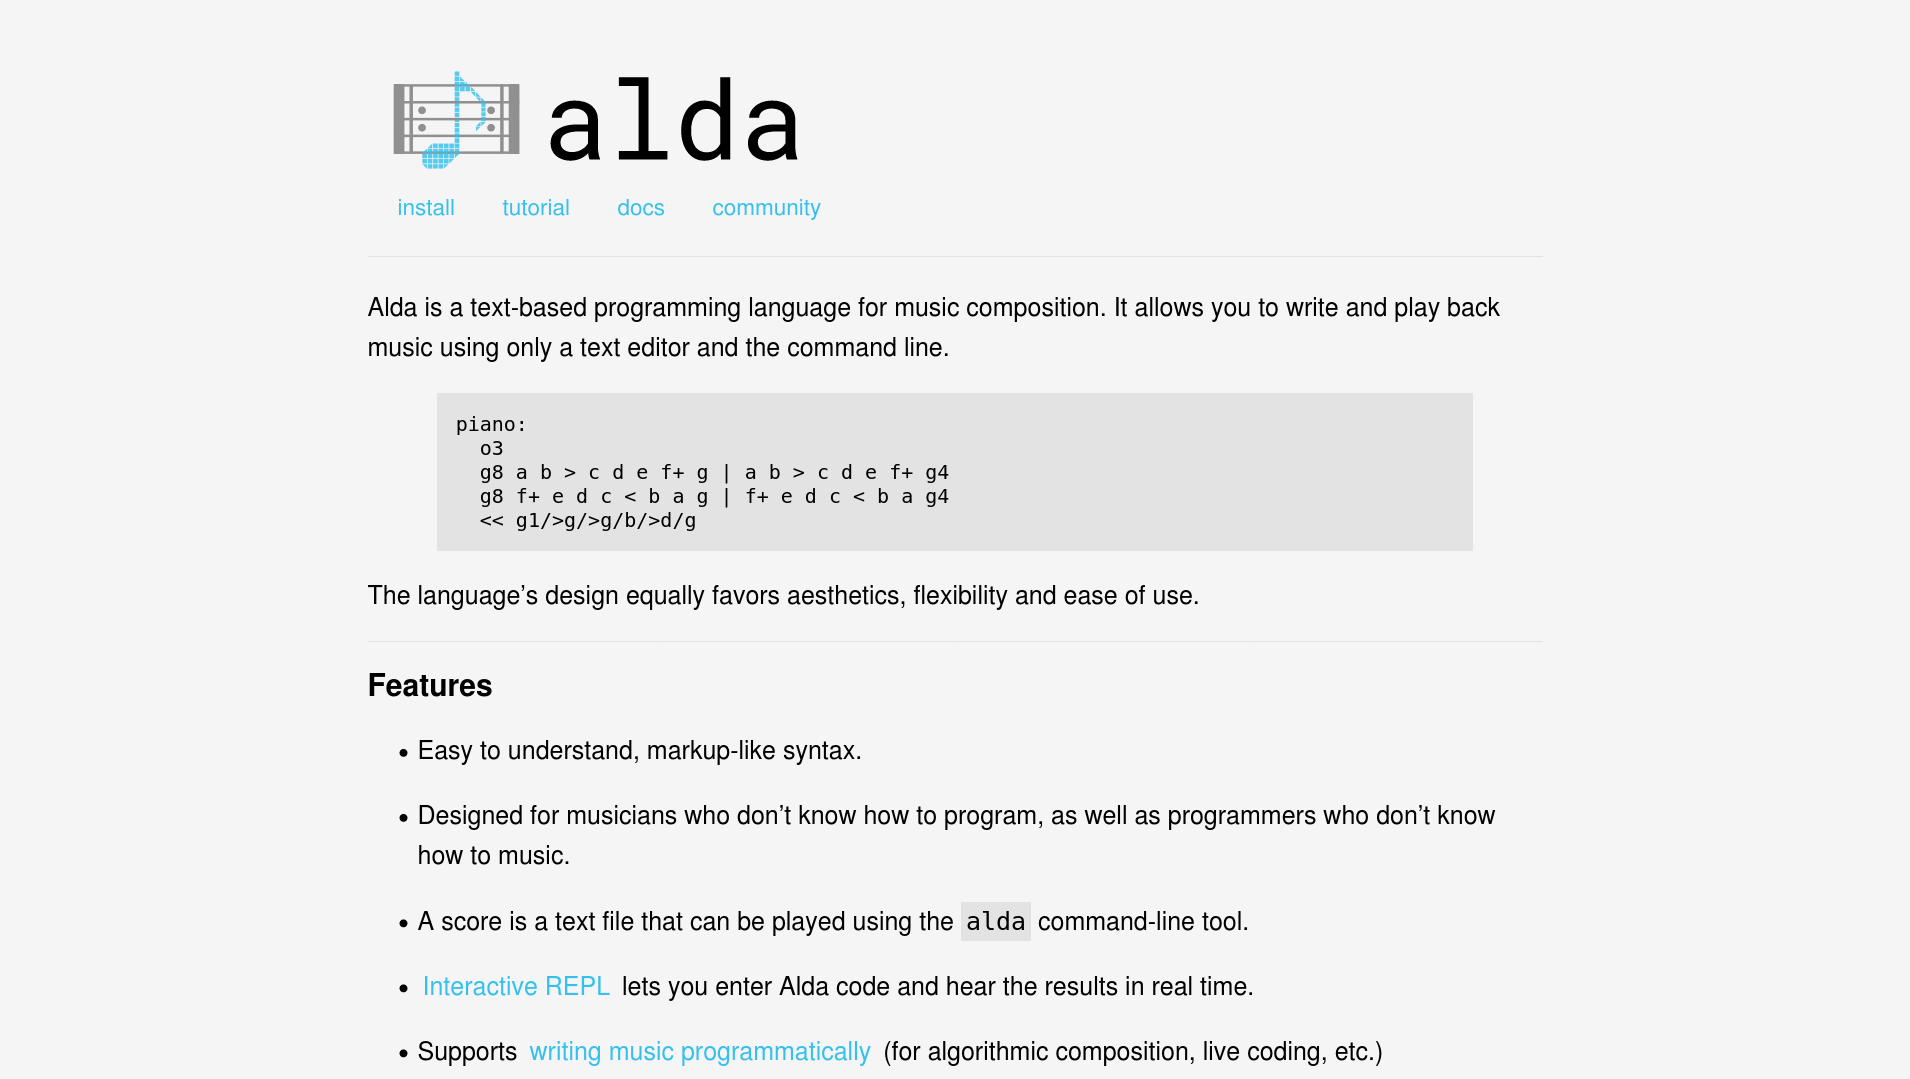 alda
install tutorial docs community
Alda is a text-based programming language for music composition. It allows you to write and play back
music using only a text editor and the command line.
piano:
  o3
  g8 a b > c d e f+ g | a b > c d e f+ g4
  g8 f+ e d c < b a g | f+ e d c < b a g4
  << g1/>g/>g/b/>d/g
The language’s design equally favors aesthetics, flexibility and ease of use.
Features
• Easy to understand, markup-like syntax.
• Designed for musicians who don’t know how to program, as well as programmers who don’t know
how to music.
• A score is a text file that can be played using the alda command-line tool.
• Interactive REPL lets you enter Alda code and hear the results in real time.
• Supports writing music programmatically (for algorithmic composition, live coding, etc.)